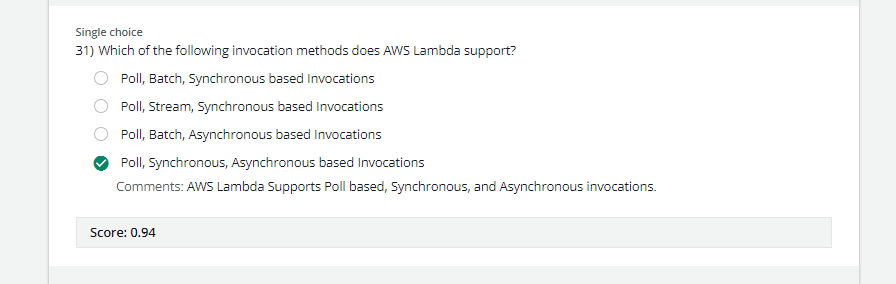 Single choice
31) Which of the following invocation methods does AWS Lambda support?
Poll, Batch, Synchronous based Invocations
Poll, Stream, Synchronous based Invocations
Poll, Batch, Asynchronous based Invocations
Poll, Synchronous, Asynchronous based Invocations
Comments: AWS Lambda Supports Poll based, Synchronous, and Asynchronous invocations.
Score: 0.94